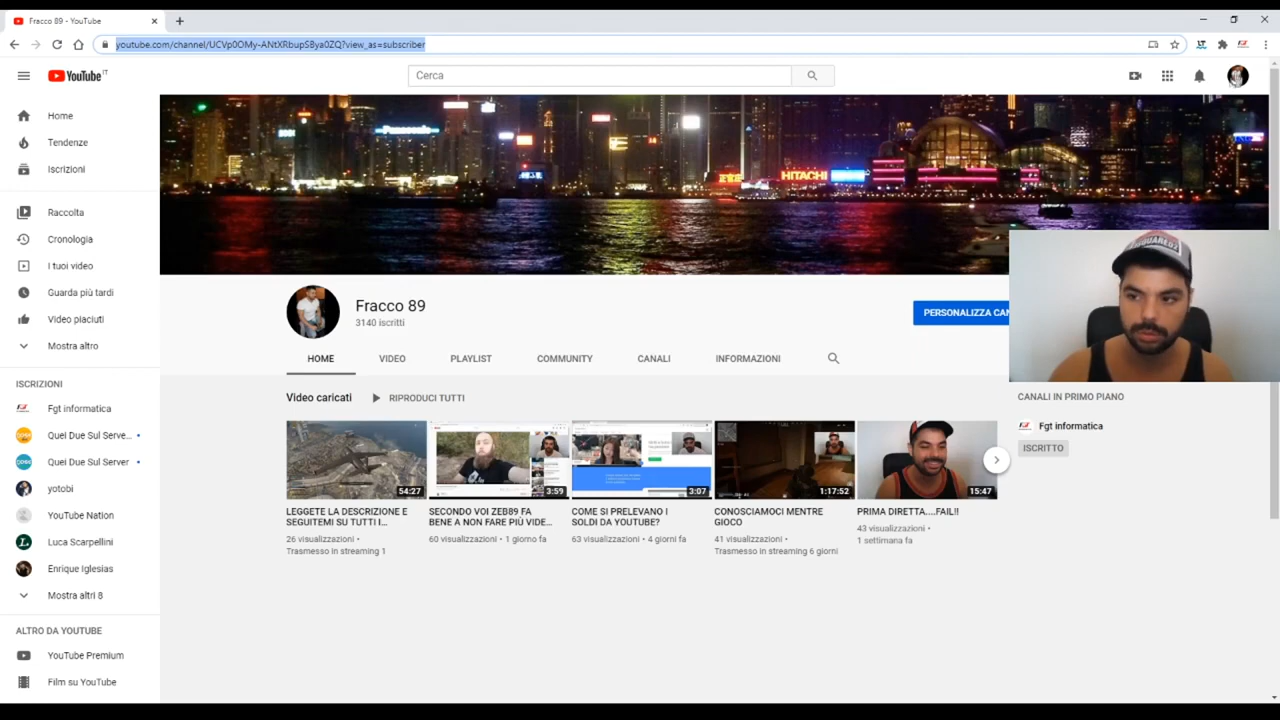 Fracco 89 - YouTube
youtube.com/channel/UCVp0OMy-ANtXRbupSBya0ZQ?view_as=subscriber
YouTube IT
Cerca
Home
Tendenze
Iscrizioni
Raccolta
Cronologia
I tuoi video
Guarda più tardi
Video piaciuti
Mostra altro
ISCRIZIONI
Fgt informatica
Quei Due Sul Serve...
Quei Due Sul Server
yotobi
YouTube Nation
Luca Scarpellini
Enrique Iglesias
Mostra altri 8
ALTRO DA YOUTUBE
YouTube Premium
Film su YouTube
Panasonic
HITACHI
Fracco 89
3140 iscritti
PERSONALIZZA CAN
HOME
VIDEO
PLAYLIST
COMMUNITY
CANALI
INFORMAZIONI
Video caricati
RIPRODUCI TUTTI
54:27
3:59
3:07
1:17:52
15:47
LEGGETE LA DESCRIZIONE E
SEGUITEMI SU TUTTI I...
26 visualizzazioni •
Trasmesso in streaming 1
SECONDO VOI ZEB89 FA
BENE A NON FARE PIÙ VIDE...
60 visualizzazioni • 1 giorno fa
COME SI PRELEVANO I
SOLDI DA YOUTUBE?
63 visualizzazioni • 4 giorni fa
CONOSCIAMOCI MENTRE
GIOCO
41 visualizzazioni •
Trasmesso in streaming 6 giorni
PRIMA DIRETTA....FAIL!!
43 visualizzazioni •
1 settimana fa
CANALI IN PRIMO PIANO
Fgt informatica
ISCRITTO